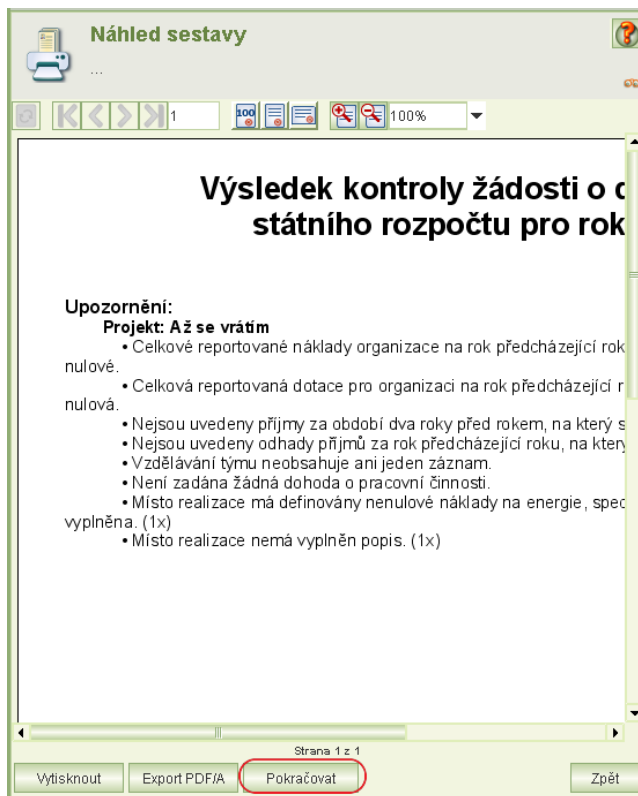 Náhled sestavy
...
1
100
100%
Výsledek kontroly žádosti o
státního rozpočtu pro rok
Upozornění:
Projekt: Až se vrátím
• Celkové reportované náklady organizace na rok předcházející rok
nulové.
• Celková reportovaná dotace pro organizaci na rok předcházející r
nulová.
• Nejsou uvedeny příjmy za období dva roky před rokem, na který s
• Nejsou uvedeny odhady příjmů za rok předcházející roku, na který
• Vzdělávání týmu neobsahuje ani jeden záznam.
• Není zadána žádná dohoda o pracovní činnosti.
• Místo realizace má definovány nenulové náklady na energie, spec
vyplněna. (1x)
• Místo realizace nemá vyplněn popis. (1x)
Strana 1 z 1
Vytisknout
Export PDF/A
Pokračovat
Zpět